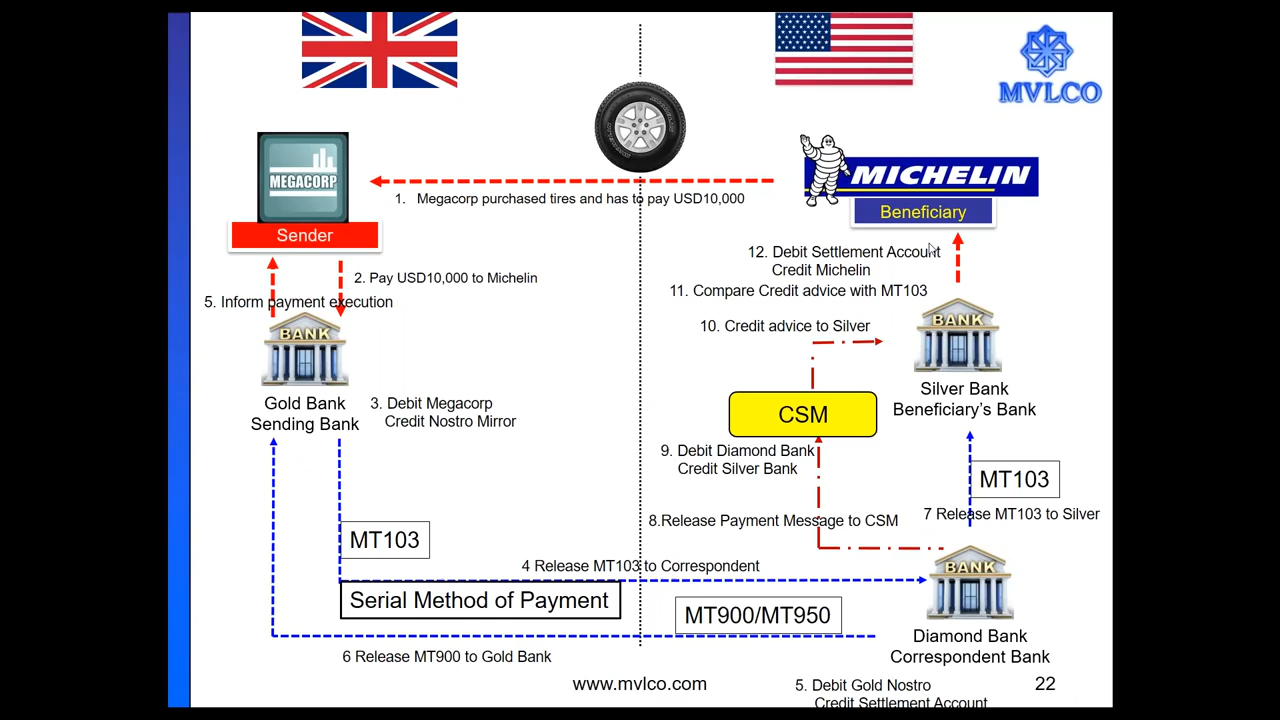 MVLCO
MEGACORP
MICHELIN
1. Megacorp purchased tires and has to pay USD10,000
Sender
Beneficiary
2. Pay USD10,000 to Michelin
5. Inform payment execution
12. Debit Settlement Account
Credit Michelin
11. Compare Credit advice with MT103
10. Credit advice to Silver
BANK
BANK
Gold Bank
Sending Bank
3. Debit Megacorp
Credit Nostro Mirror
Silver Bank
Beneficiary's Bank
CSM
9. Debit Diamond Bank
Credit Silver Bank
MT103
7 Release MT103 to Silver
8.Release Payment Message to CSM
MT103
4 Release MT103 to Correspondent
BANK
Serial Method of Payment
MT900/MT950
Diamond Bank
Correspondent Bank
6 Release MT900 to Gold Bank
www.mvlco.com
5. Debit Gold Nostro
Credit Settlement Account
22